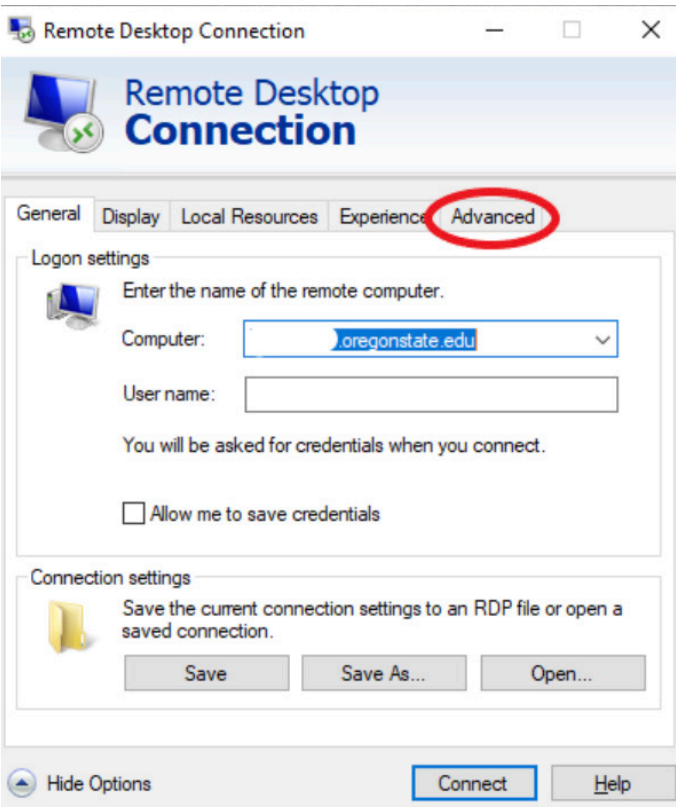 Remote Desktop Connection
Remote Desktop
Connection
General Display Local Resources Experience Advanced
Logon settings
Enter the name of the remote computer.
Computer: .oregonstate.edu
User name:
You will be asked for credentials when you connect.
Allow me to save credentials
Connection settings
Save the current connection settings to an RDP file or open a
saved connection.
Save Save As... Open...
Hide Options Connect Help